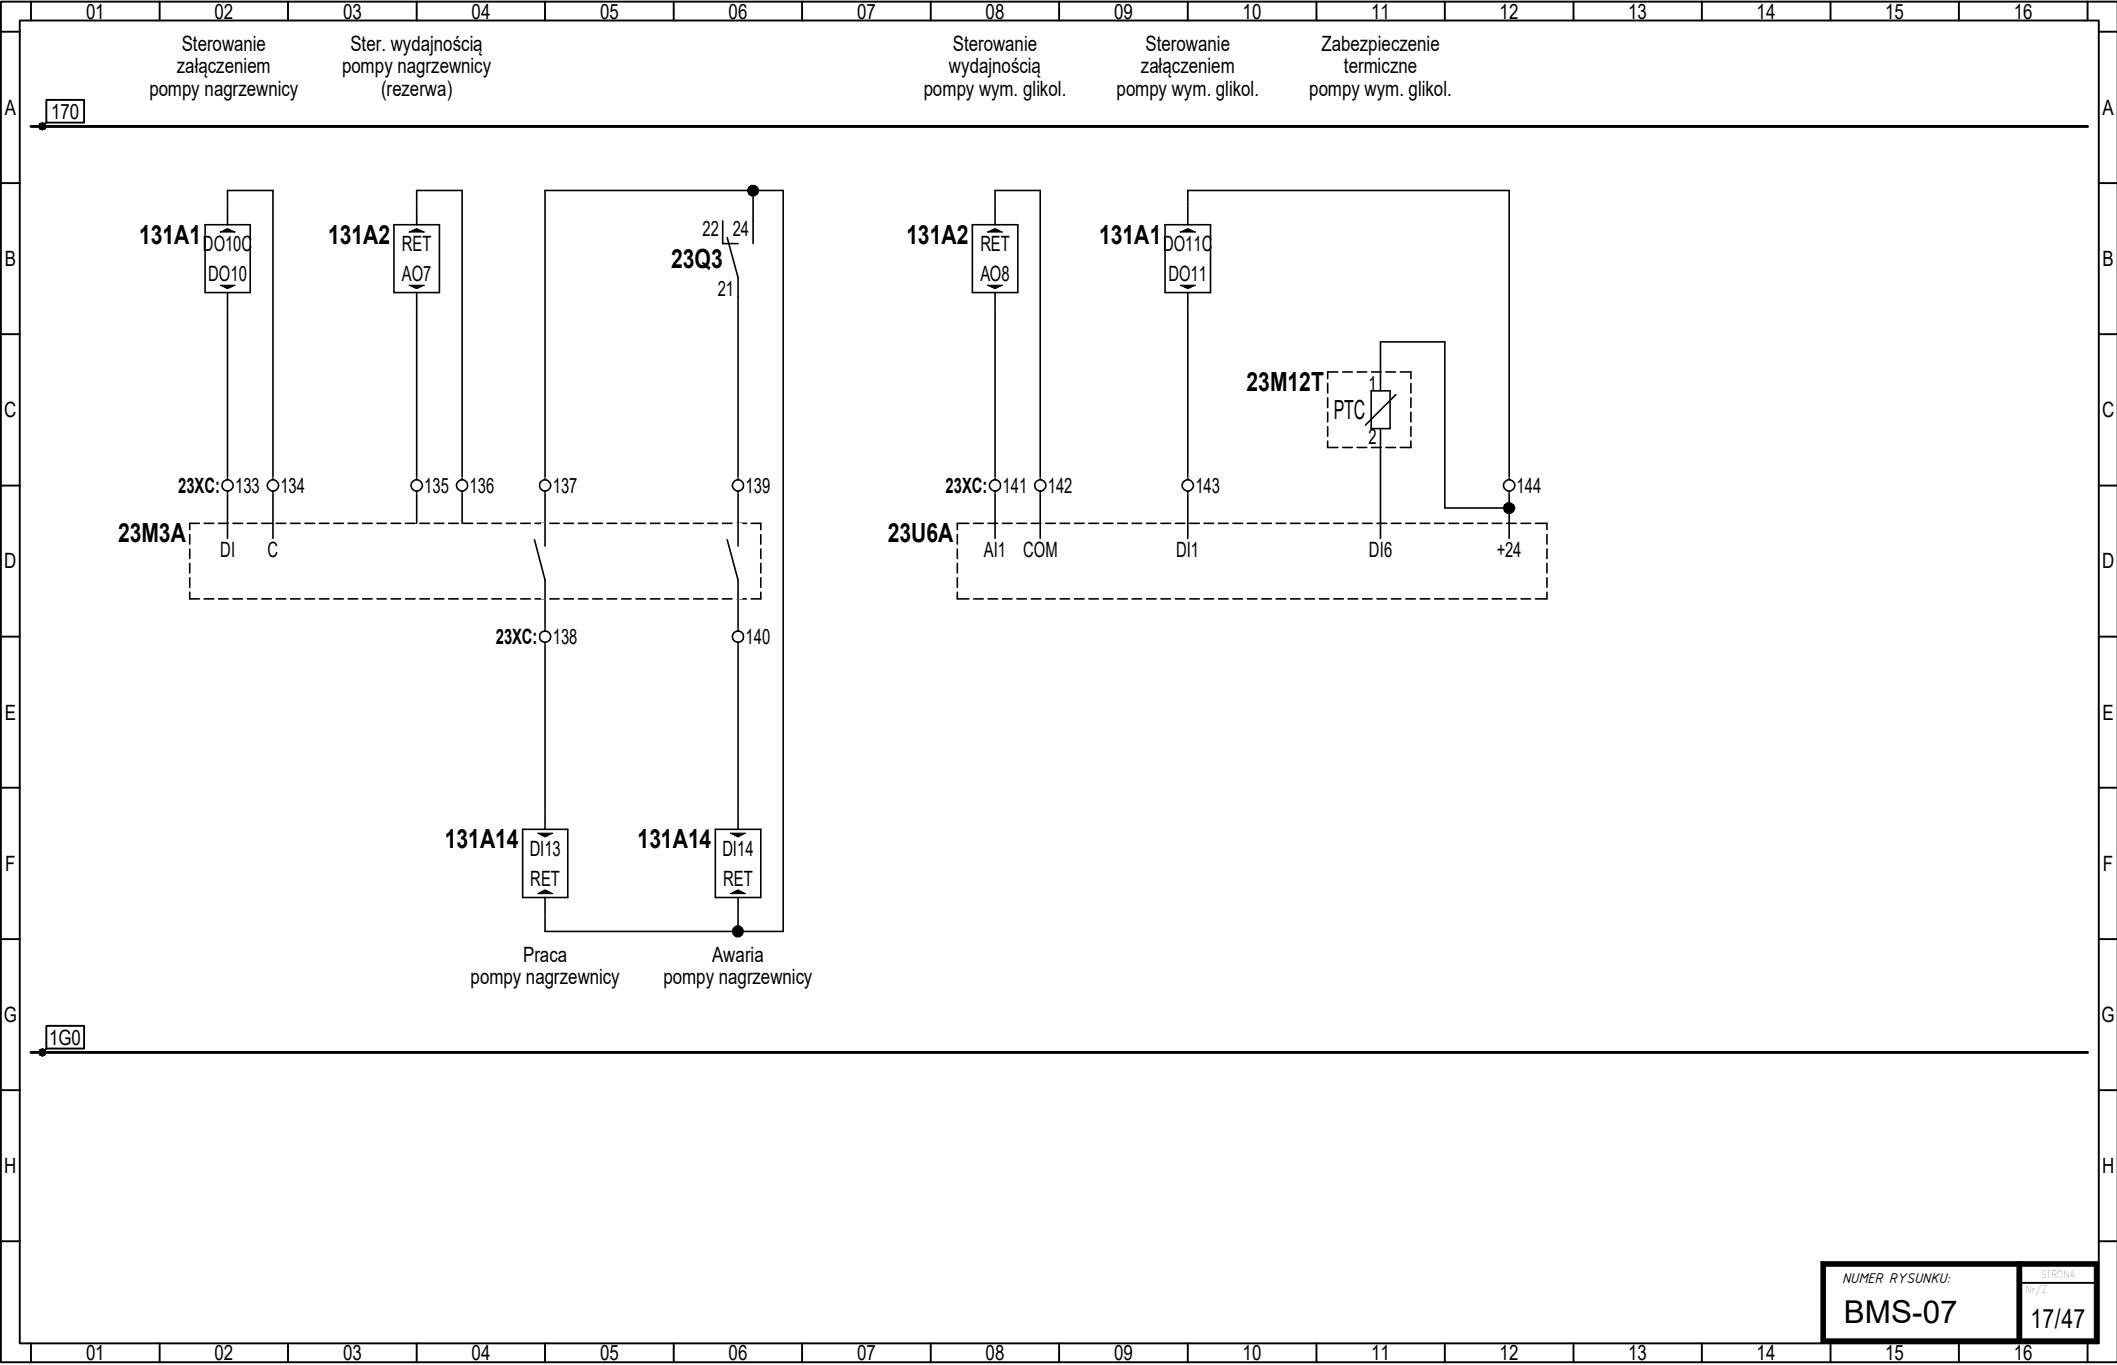 01 02 03 04 05 06 07 08 09 10 11 12 13 14 15 16
Sterowanie
załączeniem
pompy nagrzewnicy
Ster. wydajnością
pompy nagrzewnicy
(rezerwa)
Sterowanie
wydajnością
pompy wym. glikol.
Sterowanie
załączeniem
pompy wym. glikol.
Zabezpieczenie
termiczne
pompy wym. glikol.
A A
170
B B
131A1
DO10C
DO10
131A2
RET
AO7
22 24
23Q3
21
131A2
RET
AO8
131A1
DO11C
DO11
C C
23M12T
1
PTC
2
23XC: 133 134 135 136 137 139
23XC: 141 142 143 144
D D
23M3A
DI C
23U6A
AI1 COM DI1 DI6 +24
23XC: 138 140
E E
F F
131A14
DI13
RET
131A14
DI14
RET
Praca
pompy nagrzewnicy
Awaria
pompy nagrzewnicy
G G
1G0
H H
NUMER RYSUNKU:
BMS-07
STRONA
Nr/Z
17/47
01 02 03 04 05 06 07 08 09 10 11 12 13 14 15 16